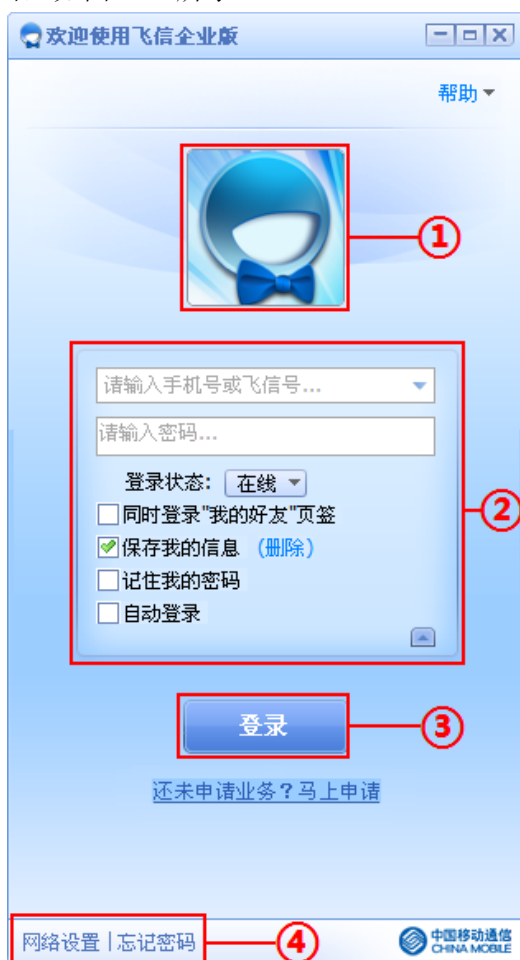 欢迎使用飞信企业版
帮助
①
请输入手机号或飞信号...
请输入密码...
登录状态: 在线
同时登录"我的好友"页签
②
保存我的信息 (删除)
记住我的密码
自动登录
登录
③
还未申请业务？马上申请
网络设置|忘记密码
④
中国移动通信
CHINA MOBILE